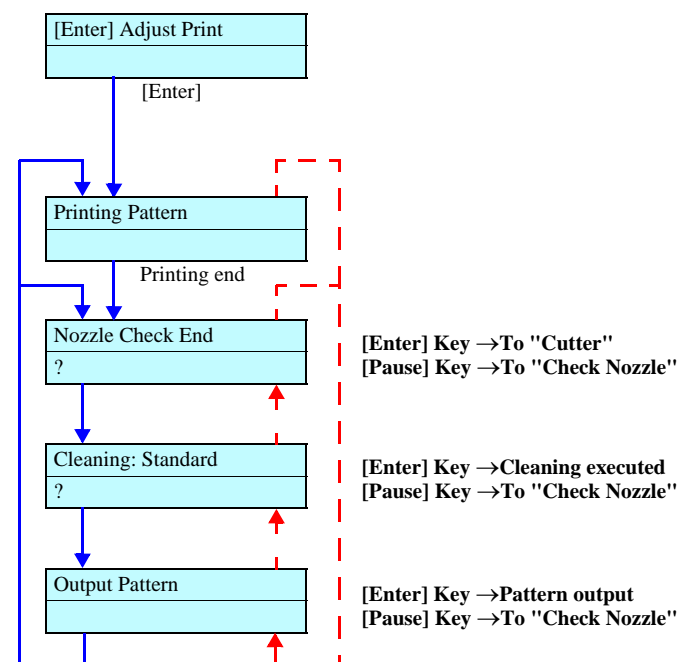 [Enter] Adjust Print
[Enter]
Printing Pattern
Printing end
Nozzle Check End
?
[Enter] Key →To "Cutter"
[Pause] Key →To "Check Nozzle"
Cleaning: Standard
?
[Enter] Key →Cleaning executed
[Pause] Key →To "Check Nozzle"
Output Pattern
[Enter] Key →Pattern output
[Pause] Key →To "Check Nozzle"